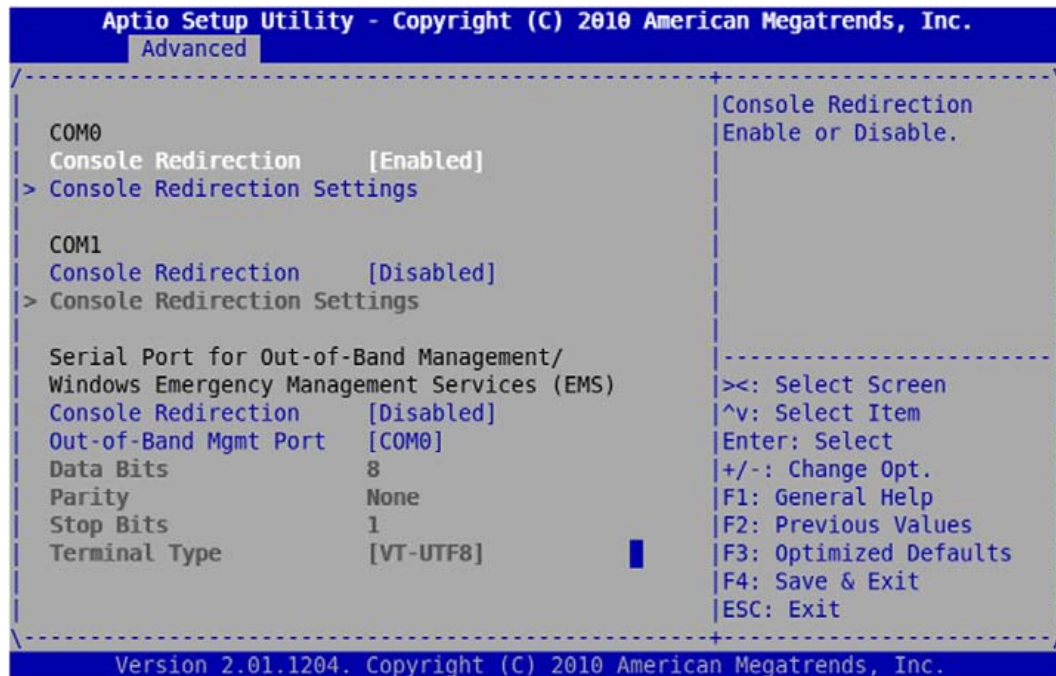 Aptio Setup Utility - Copyright (C) 2010 American Megatrends, Inc.
Advanced
COM0
Console Redirection [Enabled]
> Console Redirection Settings
COM1
Console Redirection [Disabled]
> Console Redirection Settings
Serial Port for Out-of-Band Management/
Windows Emergency Management Services (EMS)
Console Redirection [Disabled]
Out-of-Band Mgmt Port [COM0]
Data Bits 8
Parity None
Stop Bits 1
Terminal Type [VT-UTF8]
Console Redirection
Enable or Disable.
><: Select Screen
^v: Select Item
Enter: Select
+/-: Change Opt.
F1: General Help
F2: Previous Values
F3: Optimized Defaults
F4: Save & Exit
ESC: Exit
Version 2.01.1204. Copyright (C) 2010 American Megatrends, Inc.